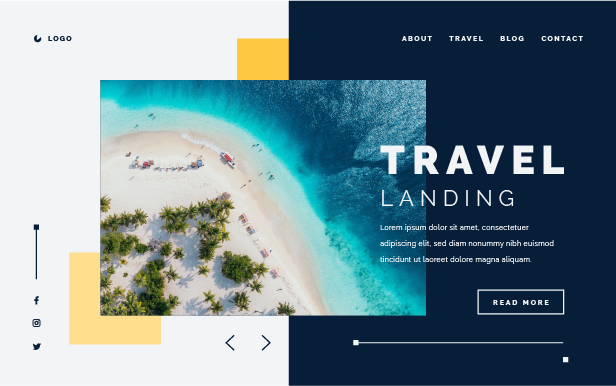 LOGO
ABOUT TRAVEL BLOG CONTACT
TRAVEL
LANDING
Lorem ipsum dolor sit amet, consectetuer
adipiscing elit, sed diam nonummy nibh euismod
tincidunt ut laoreet dolore magna aliquam.
READ MORE